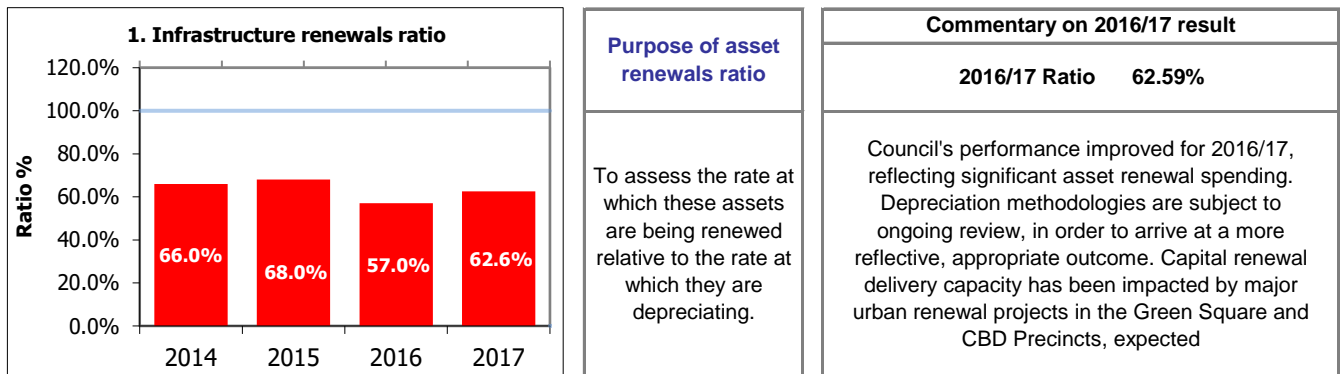 1. Infrastructure renewals ratio
120.0%
100.0%
80.0%
60.0%
40.0%
20.0%
0.0%
Ratio %
66.0%
68.0%
57.0%
62.6%
2014 2015 2016 2017
Purpose of asset
renewals ratio
To assess the rate at
which these assets
are being renewed
relative to the rate at
which they are
depreciating.
Commentary on 2016/17 result
2016/17 Ratio 62.59%
Council's performance improved for 2016/17,
reflecting significant asset renewal spending.
Depreciation methodologies are subject to
ongoing review, in order to arrive at a more
reflective, appropriate outcome. Capital renewal
delivery capacity has been impacted by major
urban renewal projects in the Green Square and
CBD Precincts, expected